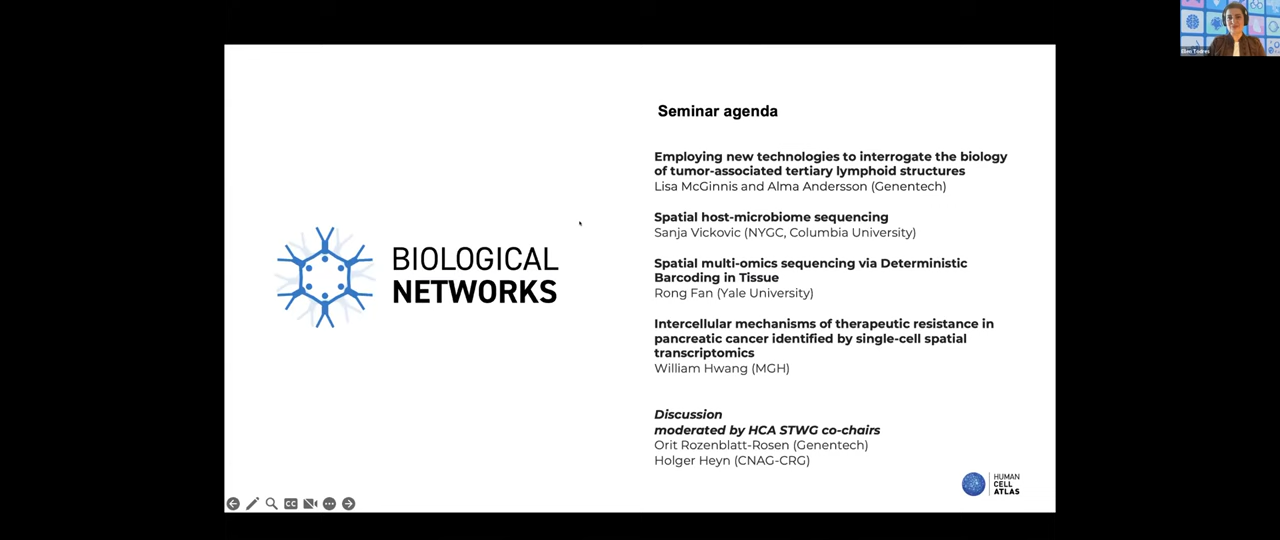 Ellen Todres
Seminar agenda
Employing new technologies to interrogate the biology
of tumor-associated tertiary lymphoid structures
Lisa McGinnis and Alma Andersson (Genentech)
Spatial host-microbiome sequencing
Sanja Vickovic (NYGC, Columbia University)
Spatial multi-omics sequencing via Deterministic
Barcoding in Tissue
Rong Fan (Yale University)
Intercellular mechanisms of therapeutic resistance in
pancreatic cancer identified by single-cell spatial
transcriptomics
William Hwang (MGH)
Discussion
moderated by HCA STWG co-chairs
Orit Rozenblatt-Rosen (Genentech)
Holger Heyn (CNAG-CRG)
BIOLOGICAL
NETWORKS
HUMAN
CELL
ATLAS
CC